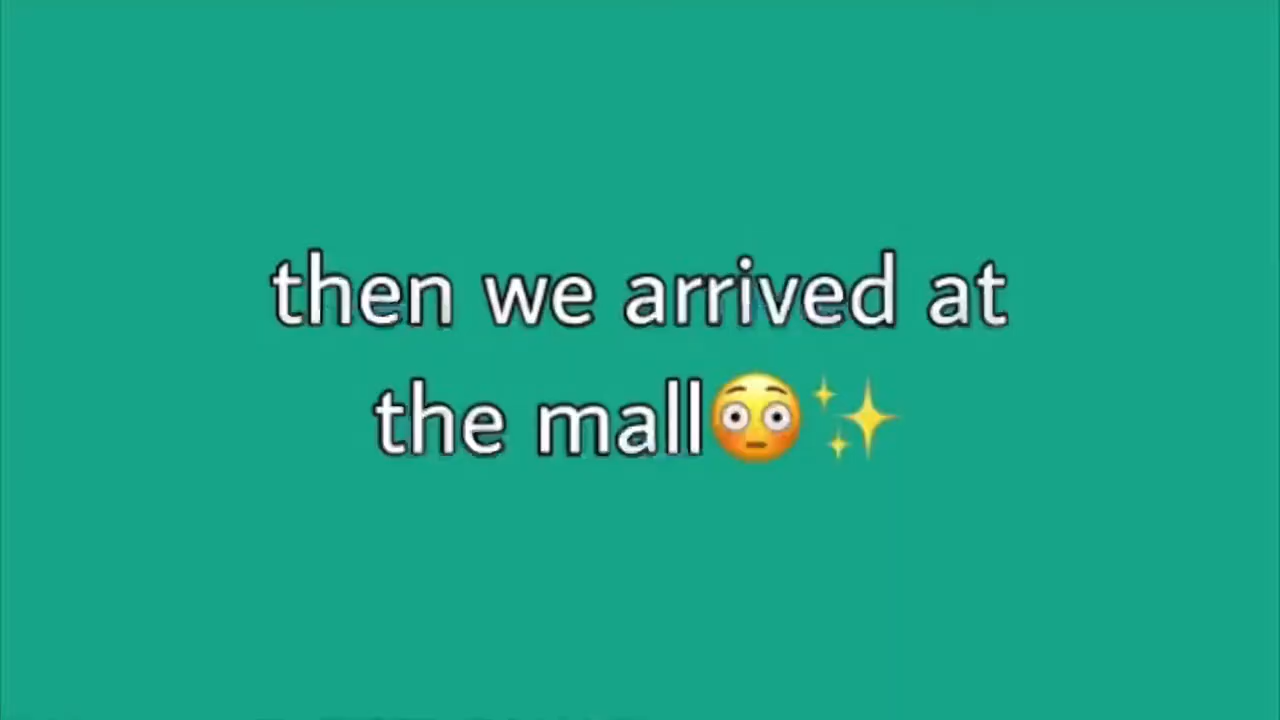 then we arrived at
the mall😳✨